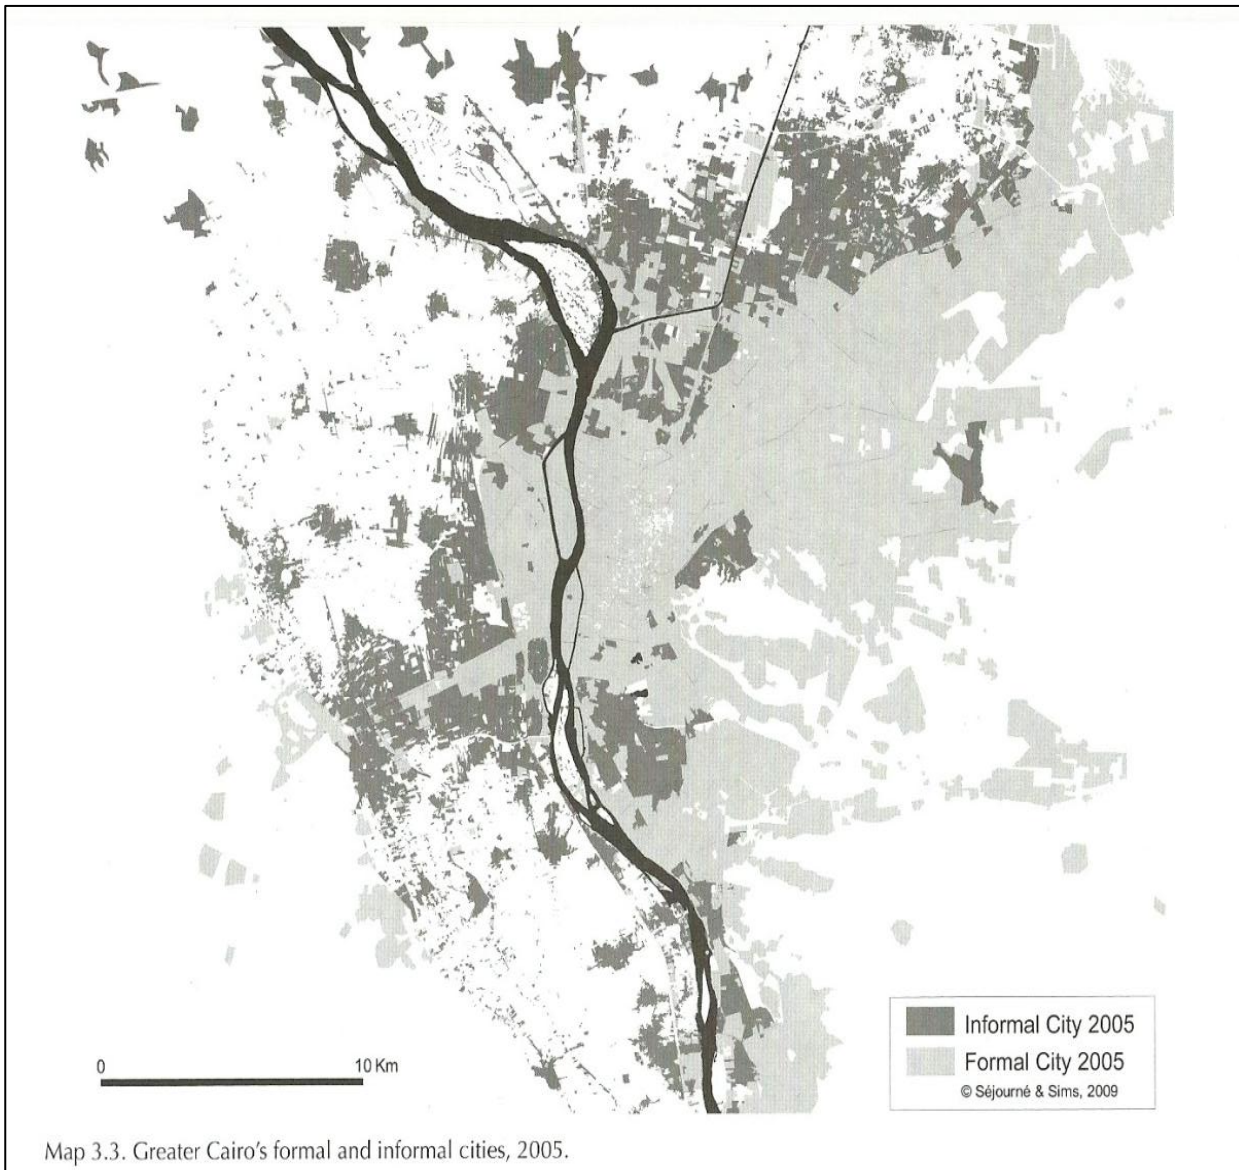 0 10 Km
Informal City 2005
Formal City 2005
© Séjourné & Sims, 2009
Map 3.3. Greater Cairo's formal and informal cities, 2005.